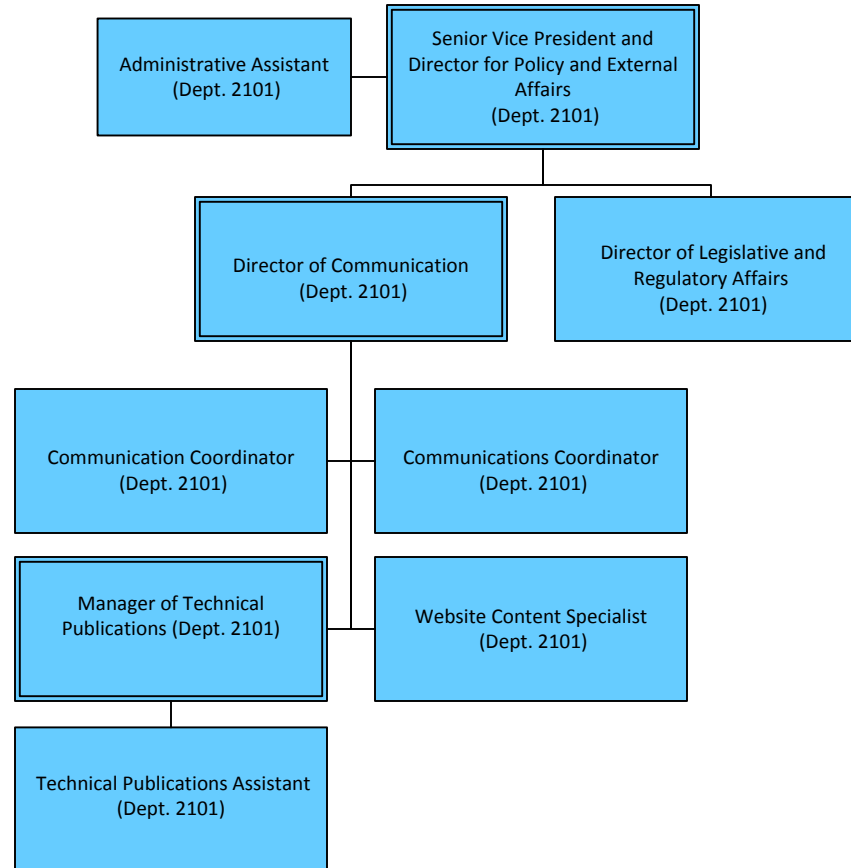 Administrative Assistant
(Dept. 2101)
Senior Vice President and
Director for Policy and External
Affairs
(Dept. 2101)
Director of Communication
(Dept. 2101)
Director of Legislative and
Regulatory Affairs
(Dept. 2101)
Communication Coordinator
(Dept. 2101)
Communications Coordinator
(Dept. 2101)
Manager of Technical
Publications (Dept. 2101)
Website Content Specialist
(Dept. 2101)
Technical Publications Assistant
(Dept. 2101)